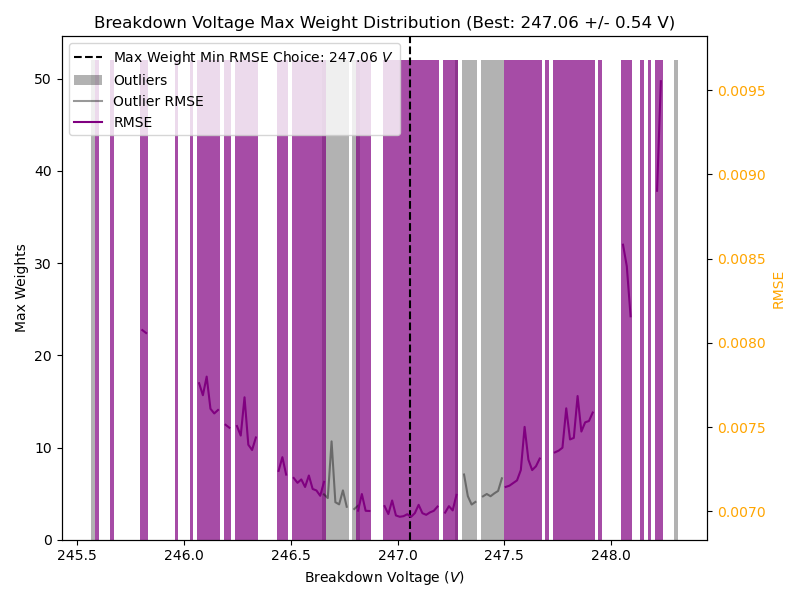 Breakdown Voltage Max Weight Distribution (Best: 247.06 +/- 0.54 V)
Max Weight Min RMSE Choice: 247.06 V
Outliers
Outlier RMSE
RMSE
50
40
30
20
10
0
Max Weights
0.0095
0.0090
0.0085
0.0080
0.0075
0.0070
RMSE
245.5 246.0 246.5 247.0 247.5 248.0
Breakdown Voltage (V)